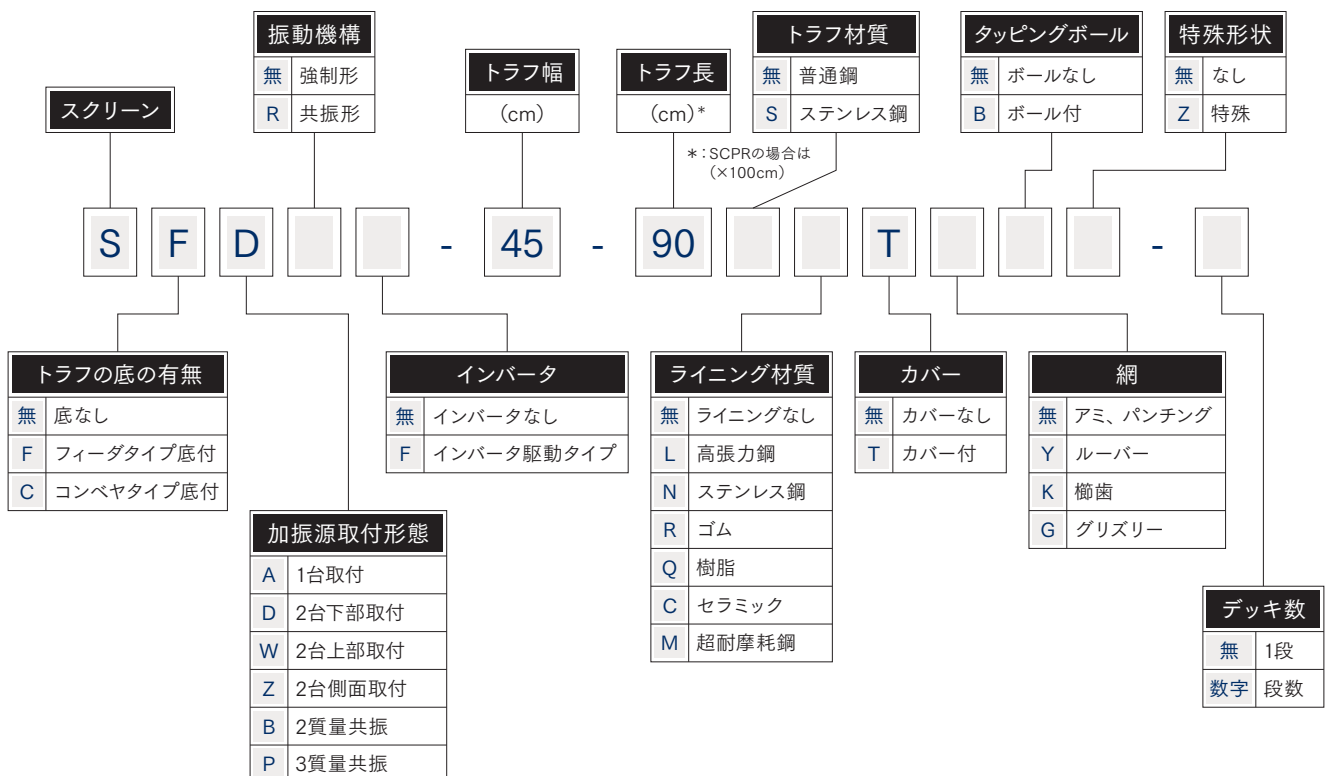 スクリーン
振動機構
無 強制形
R 共振形
トラフ幅
(cm)
トラフ長
(cm)*
*:SCPRの場合は
(×100cm)
トラフ材質
無 普通鋼
S ステンレス鋼
タッピングボール
無 ボールなし
B ボール付
特殊形状
無 なし
Z 特殊
S F D - 45 - 90 T -
トラフの底の有無
無 底なし
F フィーダタイプ底付
C コンベヤタイプ底付
加振源取付形態
A 1台取付
D 2台下部取付
W 2台上部取付
Z 2台側面取付
B 2質量共振
P 3質量共振
インバータ
無 インバータなし
F インバータ駆動タイプ
ライニング材質
無 ライニングなし
L 高張力鋼
N ステンレス鋼
R ゴム
Q 樹脂
C セラミック
M 超耐摩耗鋼
カバー
無 カバーなし
T カバー付
網
無 アミ、パンチング
Y ルーバー
K 櫛歯
G グリズリー
デッキ数
無 1段
数字 段数